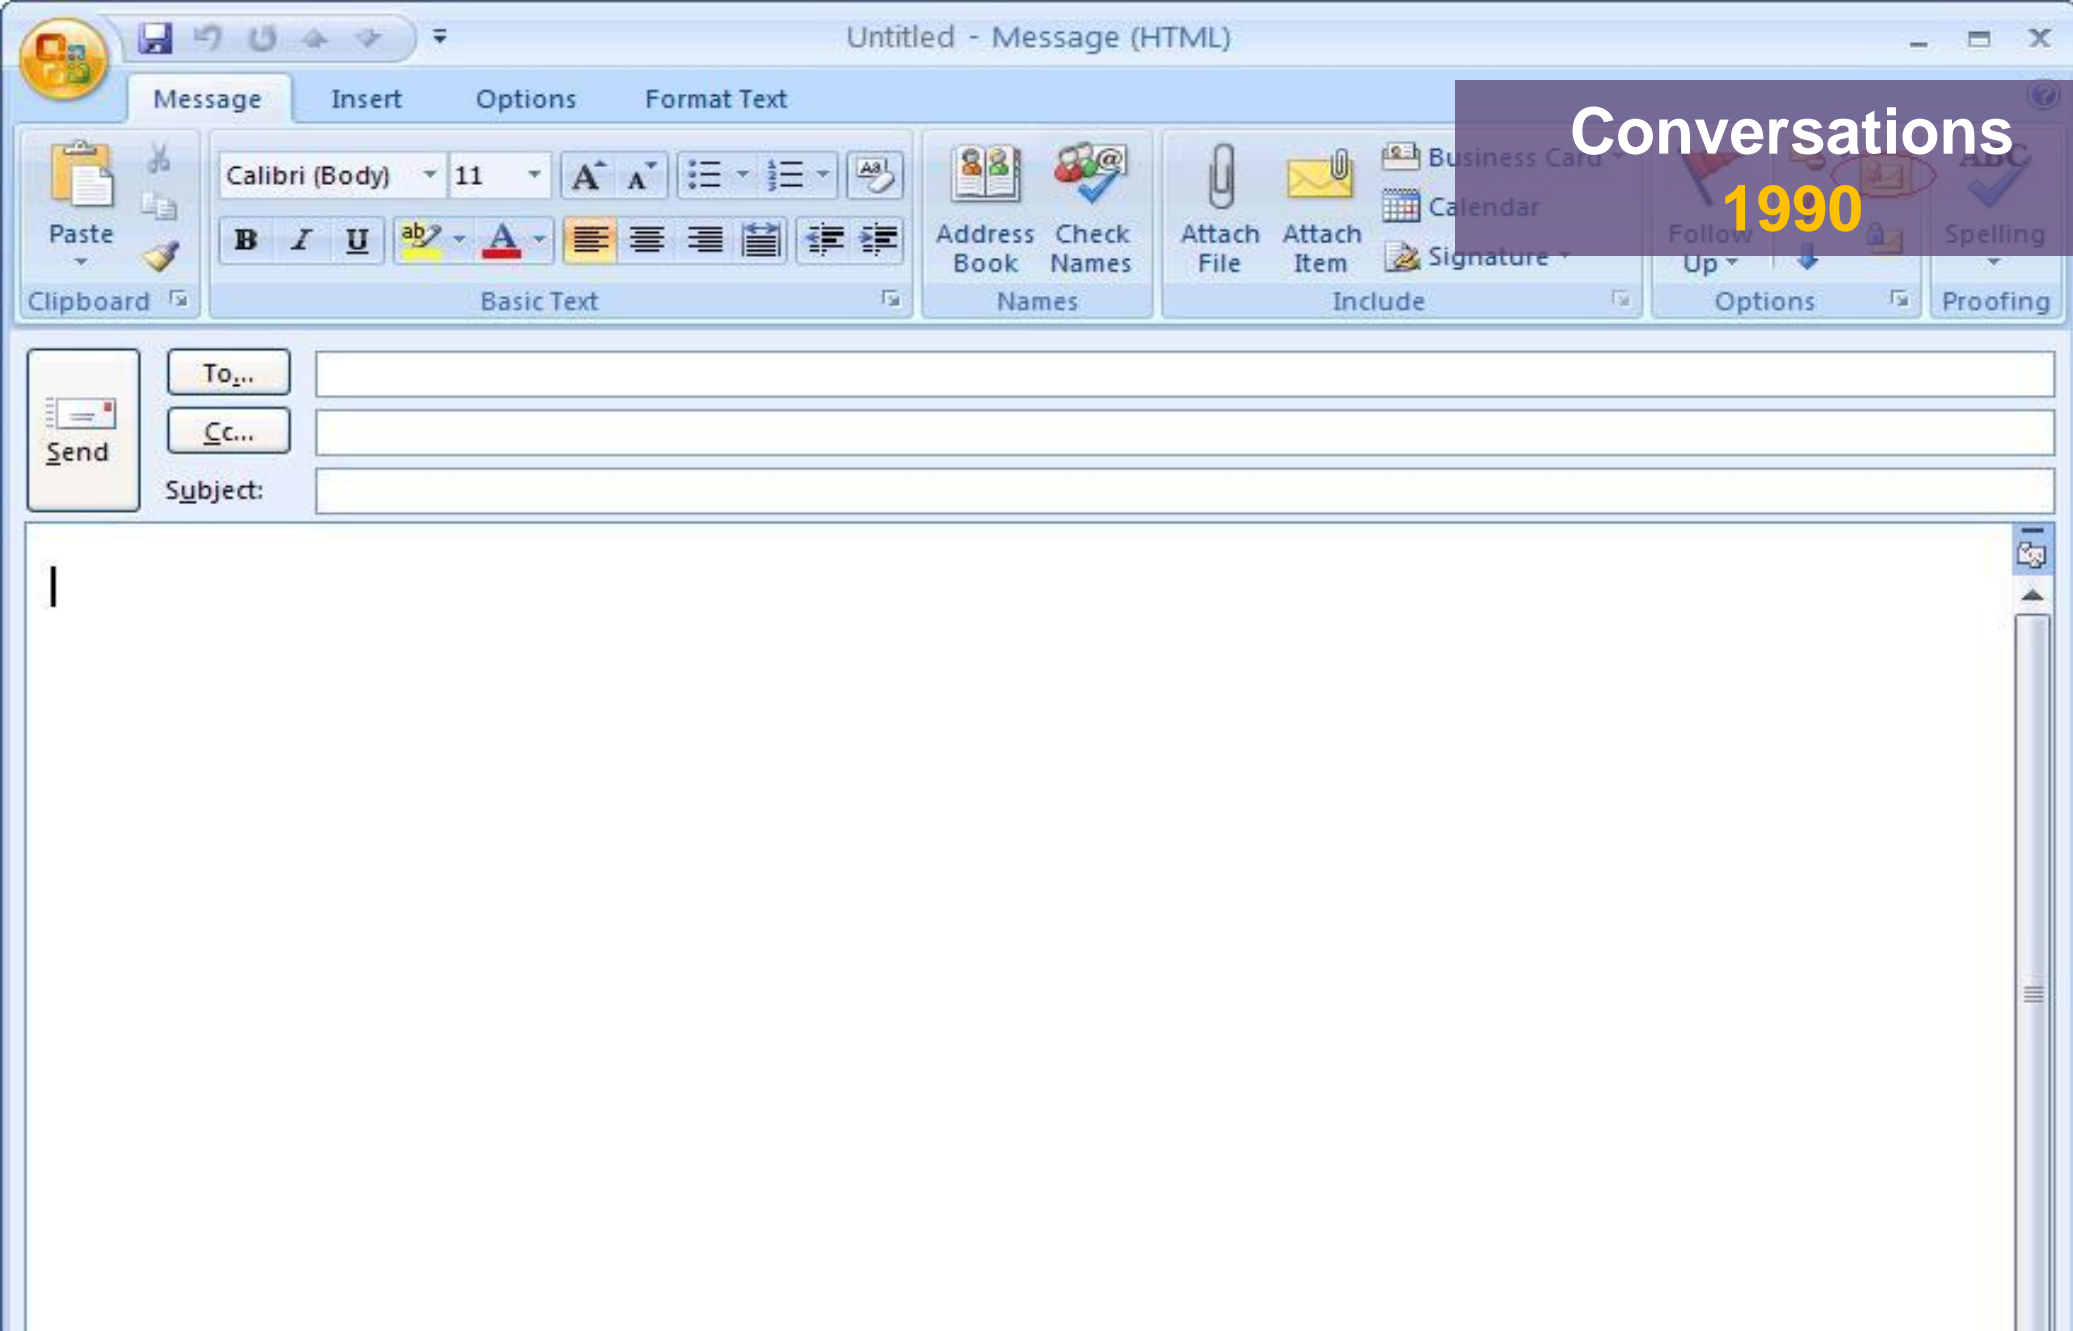 Untitled - Message (HTML)
Message Insert Options Format Text
Conversations
1990
Calibri (Body) 11
Paste
B I U
Address Book
Check Names
Attach File
Attach Item
Business Card
Calendar
Signature
Follow Up
ABC
Spelling
Clipboard Basic Text Names Include Options Proofing
To...
Cc...
Send
Subject: